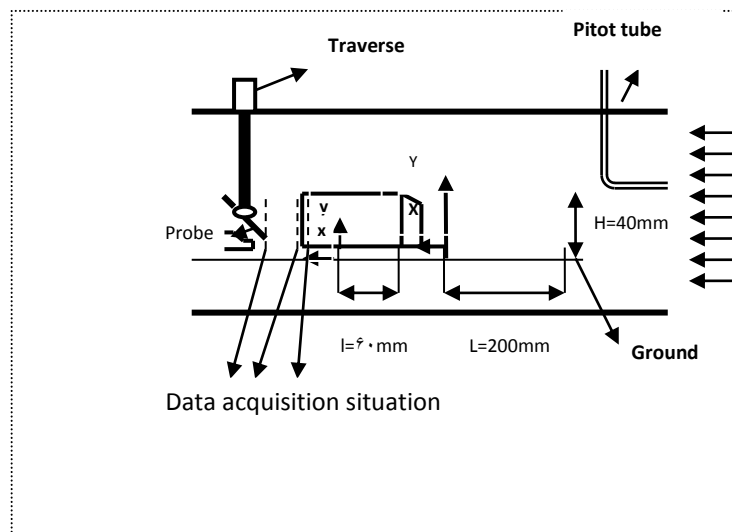 Pitot tube
Traverse
Y
y
X
x
H=40mm
Probe
l=۶۰mm
L=200mm
Ground
Data acquisition situation